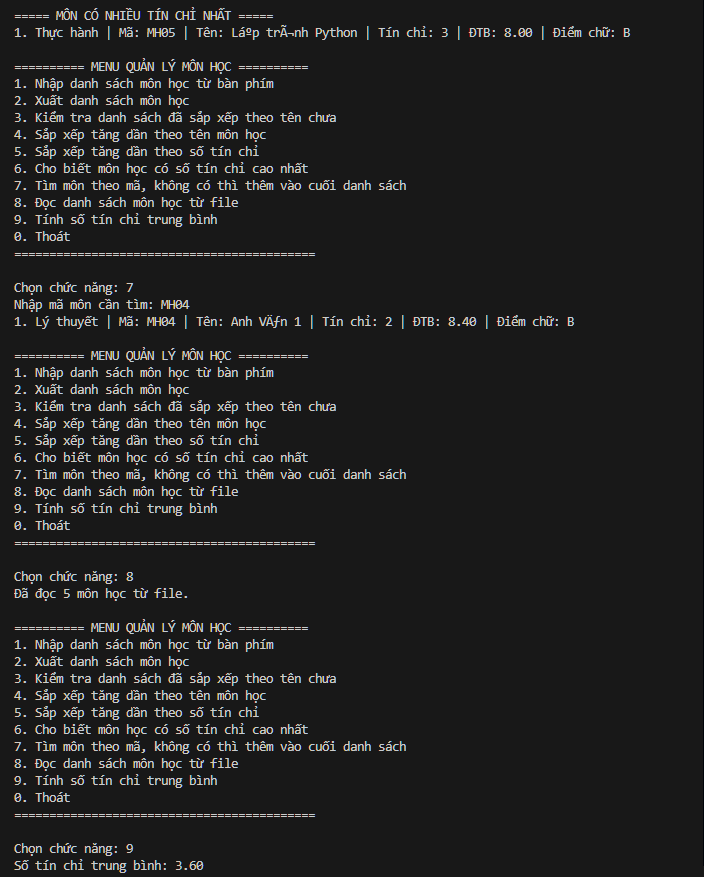 ===== MÔN CÓ NHIỀU TÍN CHỈ NHẤT =====
1. Thực hành | Mã: MH05 | Tên: Láºp trÃ¬nh Python | Tín chỉ: 3 | ĐTB: 8.00 | Điểm chữ: B
========== MENU QUẢN LÝ MÔN HỌC ==========
1. Nhập danh sách môn học từ bàn phím
2. Xuất danh sách môn học
3. Kiểm tra danh sách đã sắp xếp theo tên chưa
4. Sắp xếp tăng dần theo tên môn học
5. Sắp xếp tăng dần theo số tín chỉ
6. Cho biết môn học có số tín chỉ cao nhất
7. Tìm môn theo mã, không có thì thêm vào cuối danh sách
8. Đọc danh sách môn học từ file
9. Tính số tín chỉ trung bình
0. Thoát
===========================================
Chọn chức năng: 7
Nhập mã môn cần tìm: MH04
1. Lý thuyết | Mã: MH04 | Tên: Anh VÄƒn 1 | Tín chỉ: 2 | ĐTB: 8.40 | Điểm chữ: B
========== MENU QUẢN LÝ MÔN HỌC ==========
1. Nhập danh sách môn học từ bàn phím
2. Xuất danh sách môn học
3. Kiểm tra danh sách đã sắp xếp theo tên chưa
4. Sắp xếp tăng dần theo tên môn học
5. Sắp xếp tăng dần theo số tín chỉ
6. Cho biết môn học có số tín chỉ cao nhất
7. Tìm môn theo mã, không có thì thêm vào cuối danh sách
8. Đọc danh sách môn học từ file
9. Tính số tín chỉ trung bình
0. Thoát
===========================================
Chọn chức năng: 8
Đã đọc 5 môn học từ file.
========== MENU QUẢN LÝ MÔN HỌC ==========
1. Nhập danh sách môn học từ bàn phím
2. Xuất danh sách môn học
3. Kiểm tra danh sách đã sắp xếp theo tên chưa
4. Sắp xếp tăng dần theo tên môn học
5. Sắp xếp tăng dần theo số tín chỉ
6. Cho biết môn học có số tín chỉ cao nhất
7. Tìm môn theo mã, không có thì thêm vào cuối danh sách
8. Đọc danh sách môn học từ file
9. Tính số tín chỉ trung bình
0. Thoát
===========================================
Chọn chức năng: 9
Số tín chỉ trung bình: 3.60